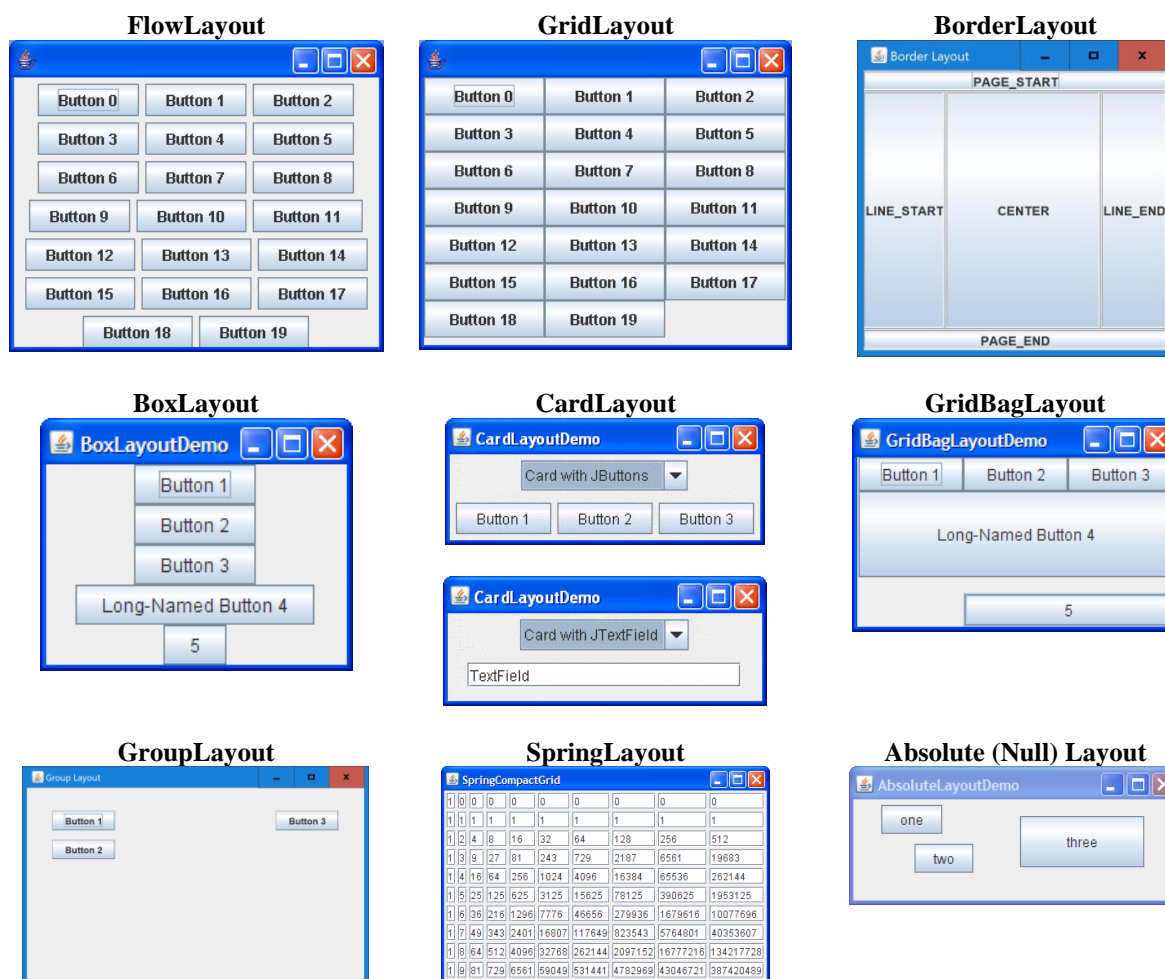 FlowLayout
Button 0 Button 1 Button 2
Button 3 Button 4 Button 5
Button 6 Button 7 Button 8
Button 9 Button 10 Button 11
Button 12 Button 13 Button 14
Button 15 Button 16 Button 17
Button 18 Button 19
GridLayout
Button 0 Button 1 Button 2
Button 3 Button 4 Button 5
Button 6 Button 7 Button 8
Button 9 Button 10 Button 11
Button 12 Button 13 Button 14
Button 15 Button 16 Button 17
Button 18 Button 19
BorderLayout
Border Layout
PAGE_START
LINE_START CENTER LINE_END
PAGE_END
BoxLayout
BoxLayoutDemo
Button 1
Button 2
Button 3
Long-Named Button 4
5
CardLayout
CardLayoutDemo
Card with JButtons
Button 1 Button 2 Button 3
CardLayoutDemo
Card with JTextField
TextField
GridBagLayout
GridBagLayoutDemo
Button 1 Button 2 Button 3
Long-Named Button 4
5
GroupLayout
Group Layout
Button 1 Button 3
Button 2
SpringLayout
SpringCompactGrid
1 0 0 0 0 0 0 0 0 0
1 1 1 1 1 1 1 1 1 1
1 2 4 8 16 32 64 128 256 512
1 3 9 27 81 243 729 2187 6561 19683
1 4 16 64 256 1024 4096 16384 65536 262144
1 5 25 125 625 3125 15625 78125 390625 1953125
1 6 36 216 1296 7776 46656 279936 1679616 10077696
1 7 49 343 2401 16807 117649 823543 5764801 40353607
1 8 64 512 4096 32768 262144 2097152 16777216 134217728
1 9 81 729 6561 59049 531441 4782969 43046721 387420489
Absolute (Null) Layout
AbsoluteLayoutDemo
one
two
three